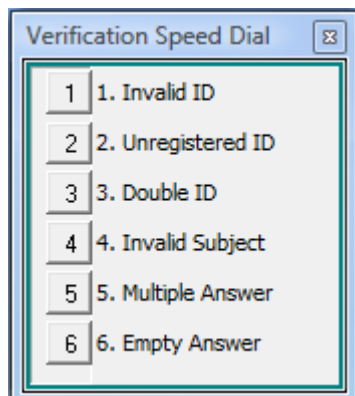 Verification Speed Dial
1 1. Invalid ID
2 2. Unregistered ID
3 3. Double ID
4 4. Invalid Subject
5 5. Multiple Answer
6 6. Empty Answer